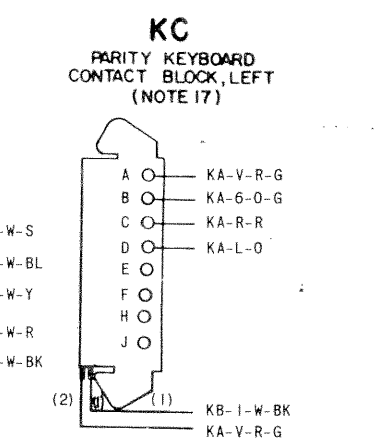 KC
PARITY KEYBOARD
CONTACT BLOCK, LEFT
(NOTE 17)
A KA-V-R-G
B KA-6-O-G
C KA-R-R
D KA-L-O
E
F
H
J
-W-S
-W-BL
-W-Y
-W-R
-W-BK
(2) (1)
KB-1-W-BK
KA-V-R-G